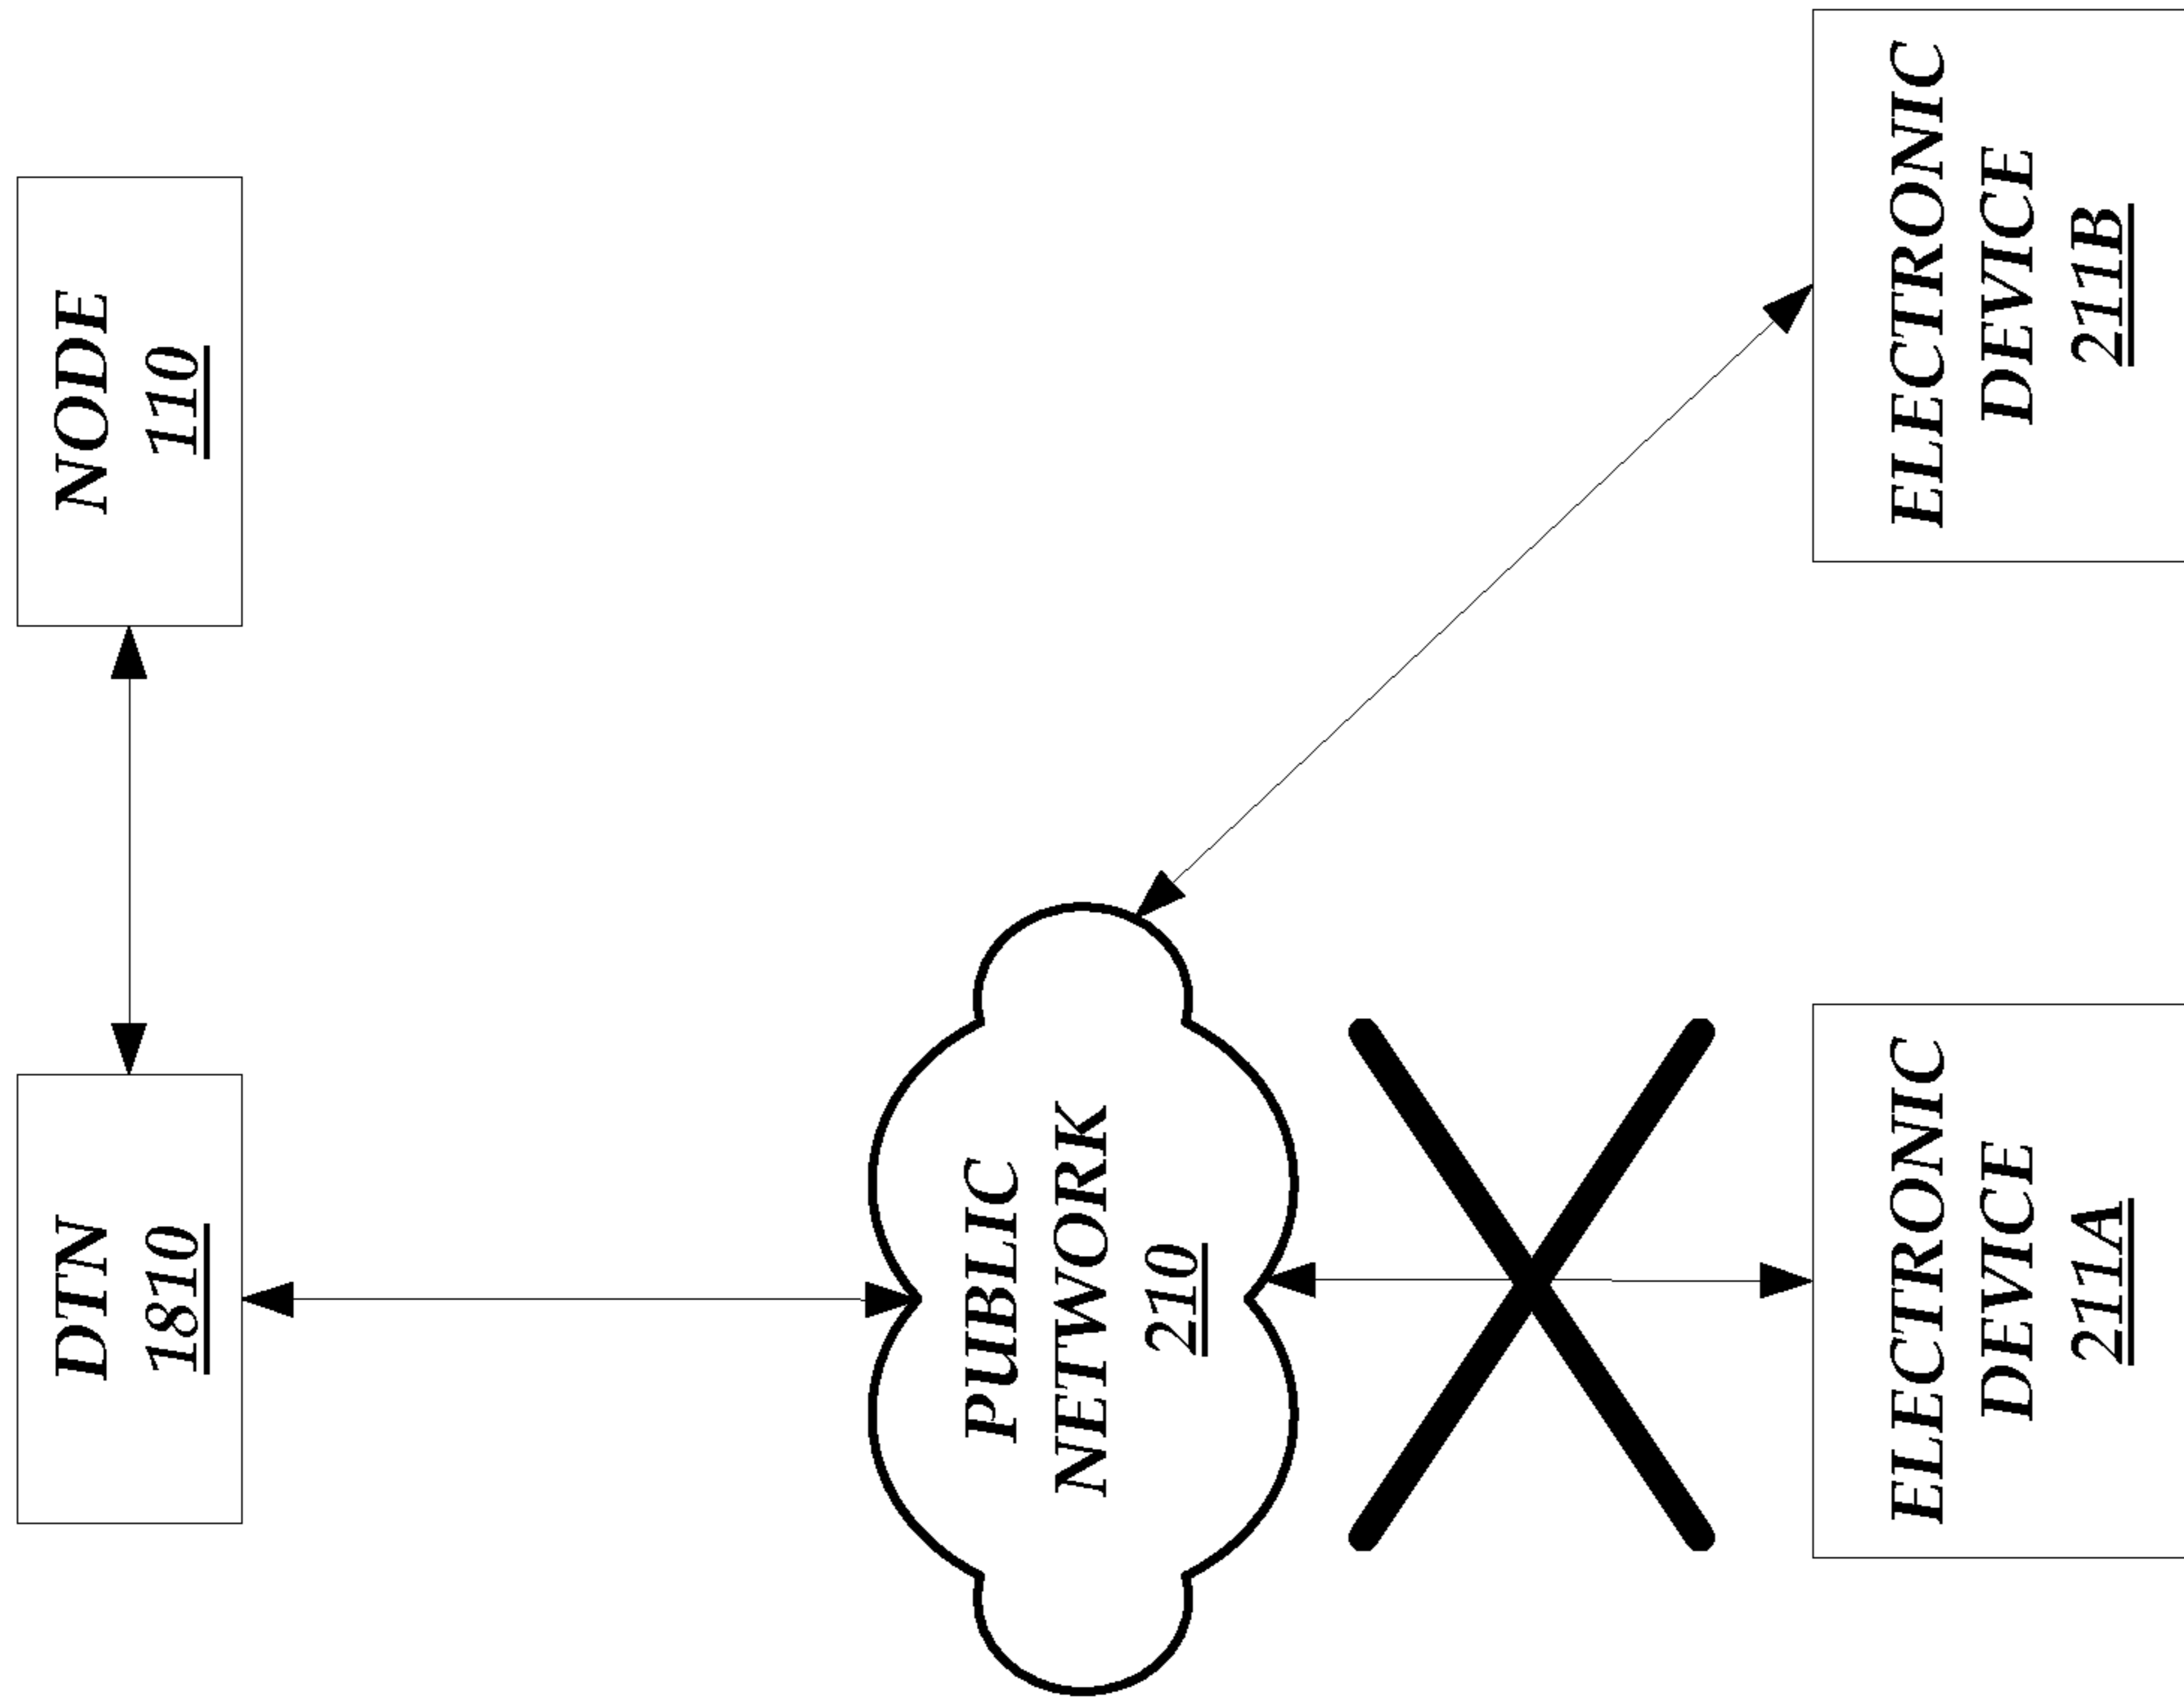 DTN
1810
NODE
110
PUBLIC
NETWORK
210
ELECTRONIC
DEVICE
211A
ELECTRONIC
DEVICE
211B